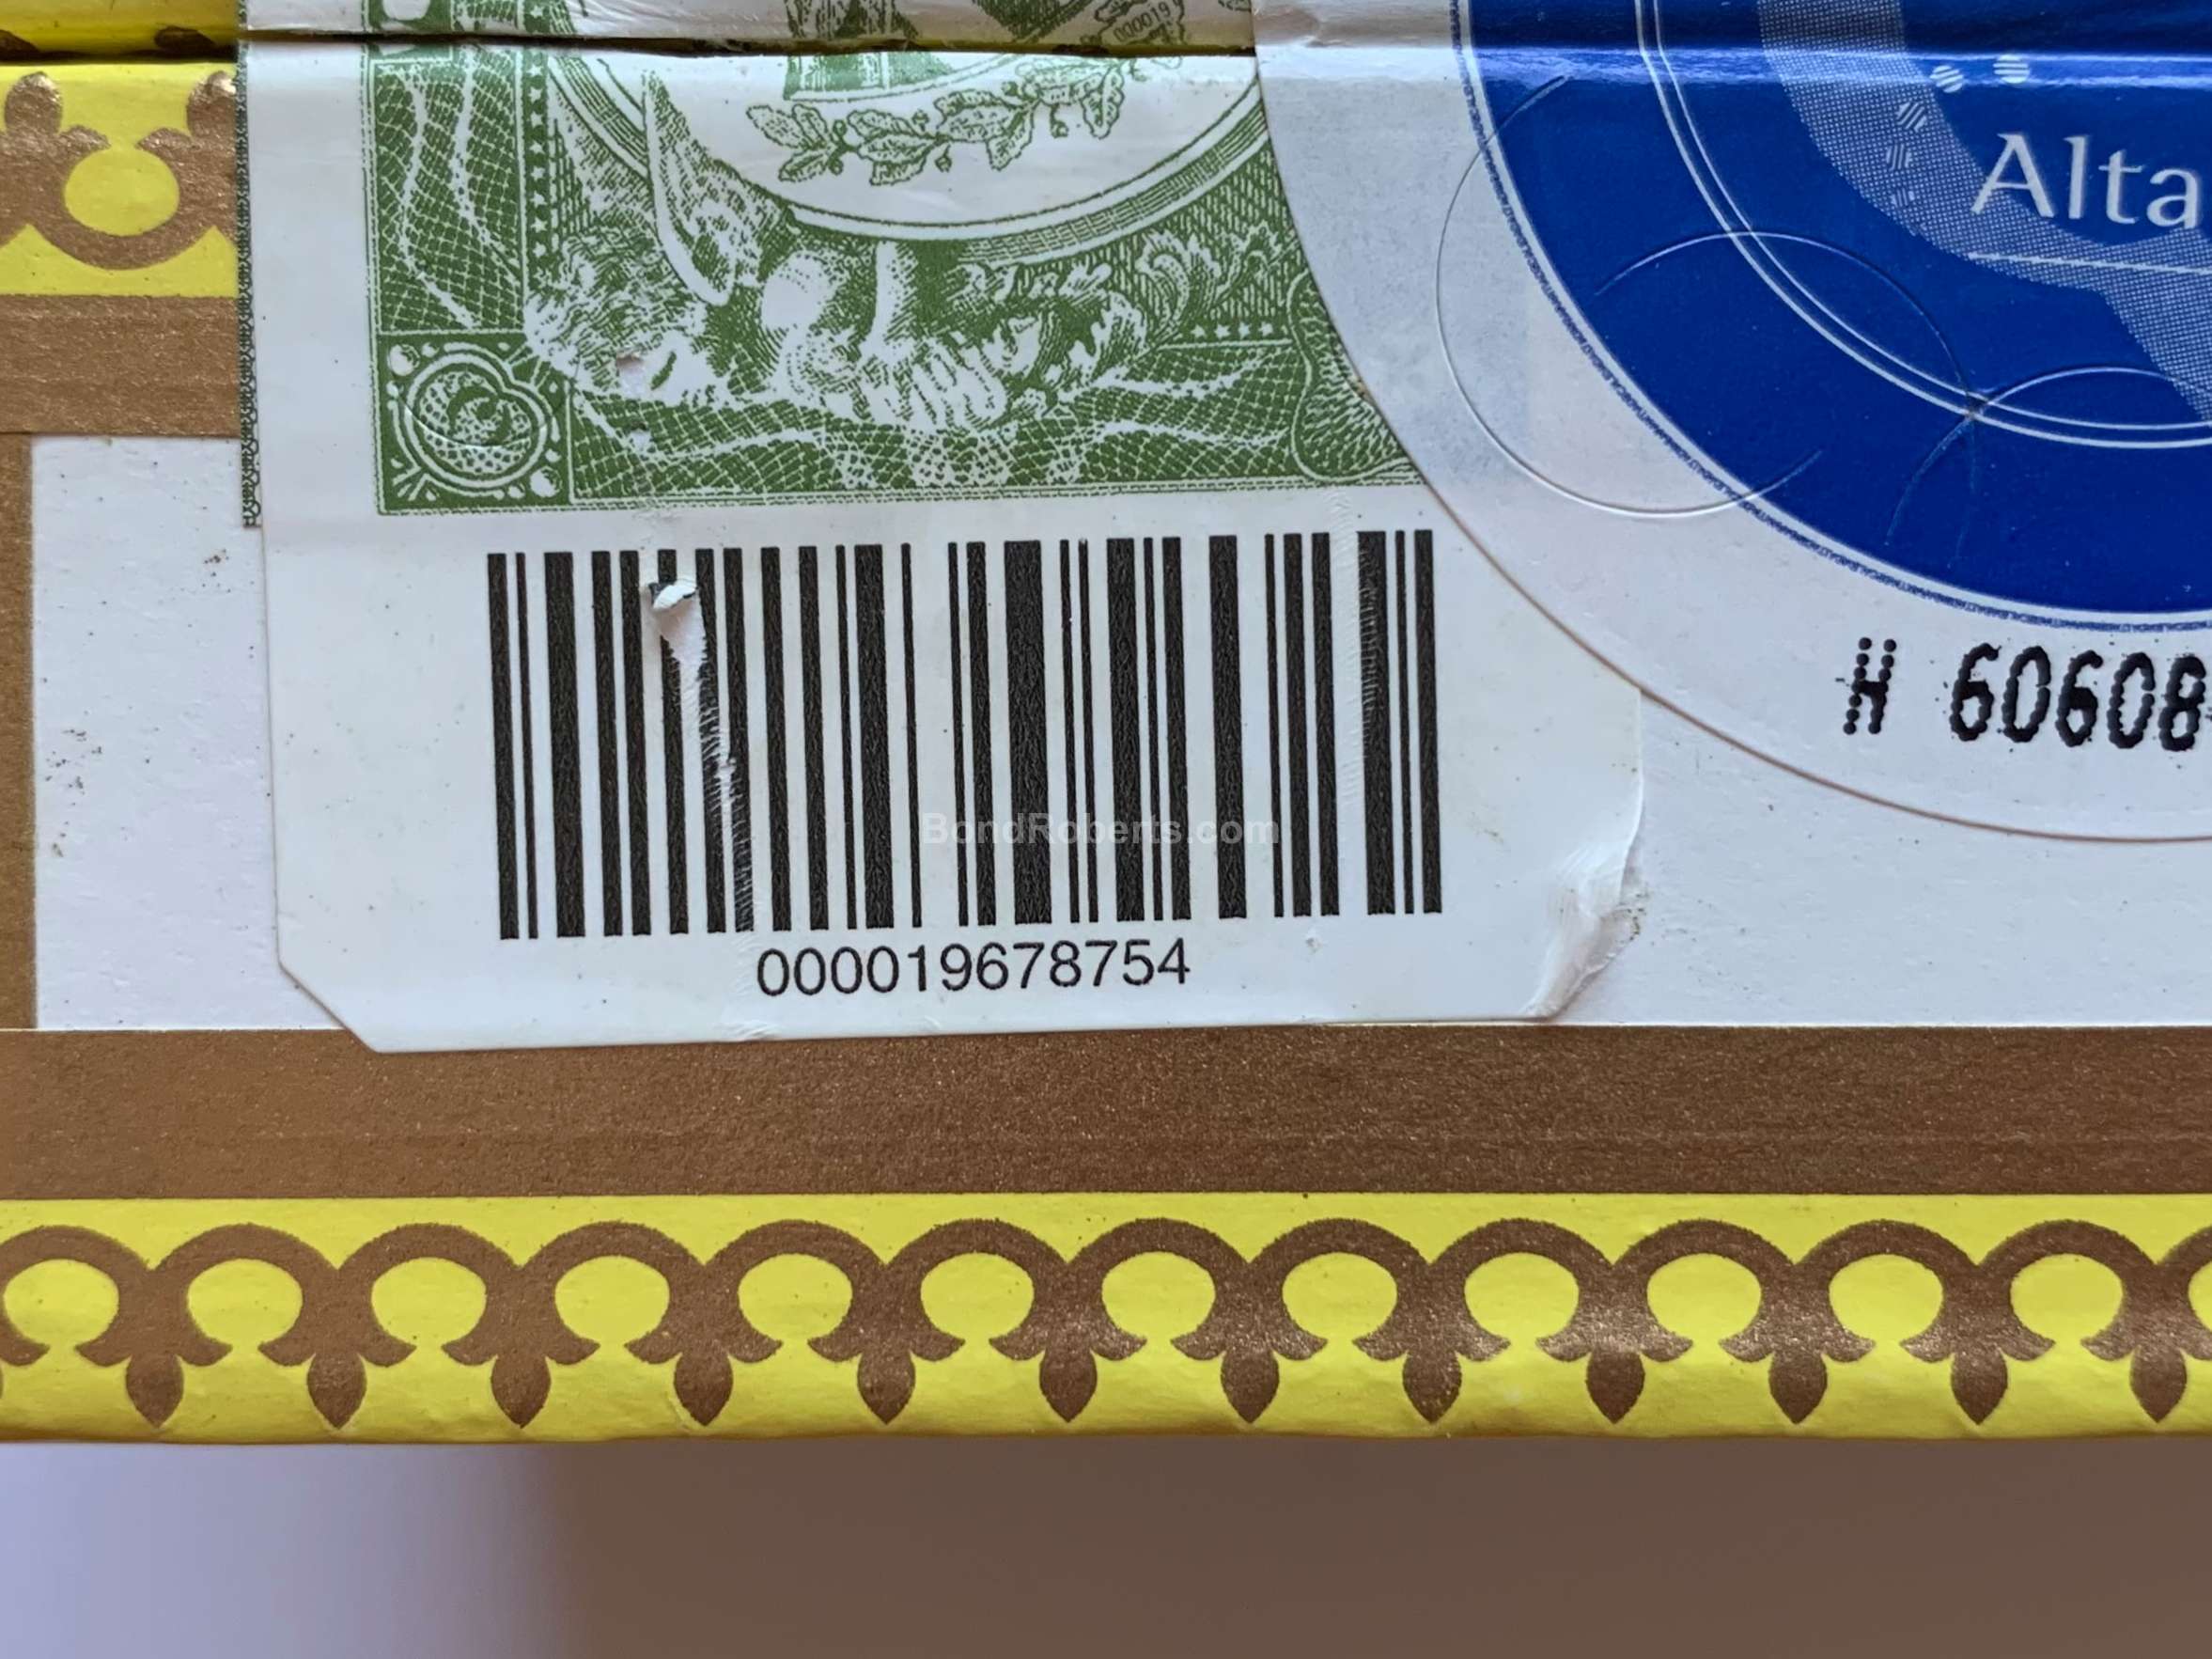 000019
Alta
H 60608
BondRoberts.com
000019678754